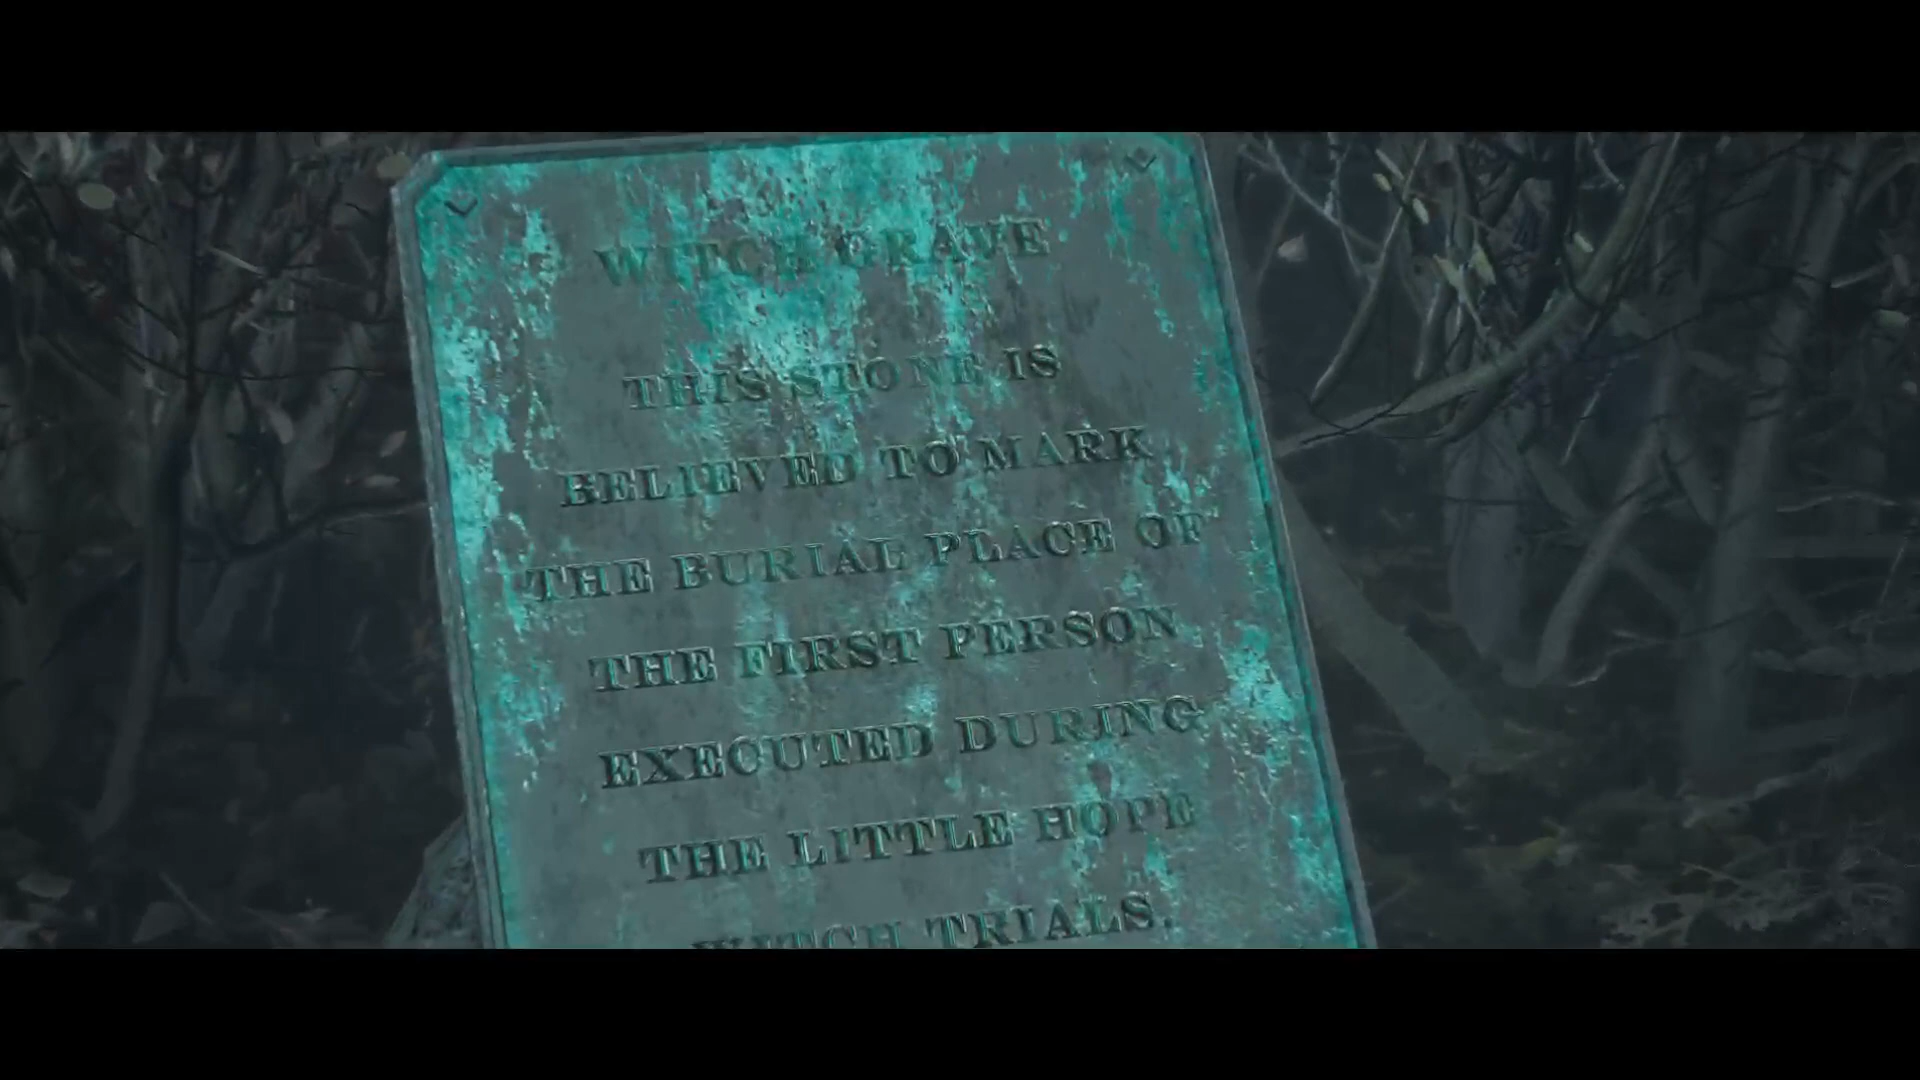 WITCH GRAVE
THIS STONE IS
BELIEVED TO MARK
THE BURIAL PLACE OF
THE FIRST PERSON
EXECUTED DURING
THE LITTLE HOPE
WITCH TRIALS.